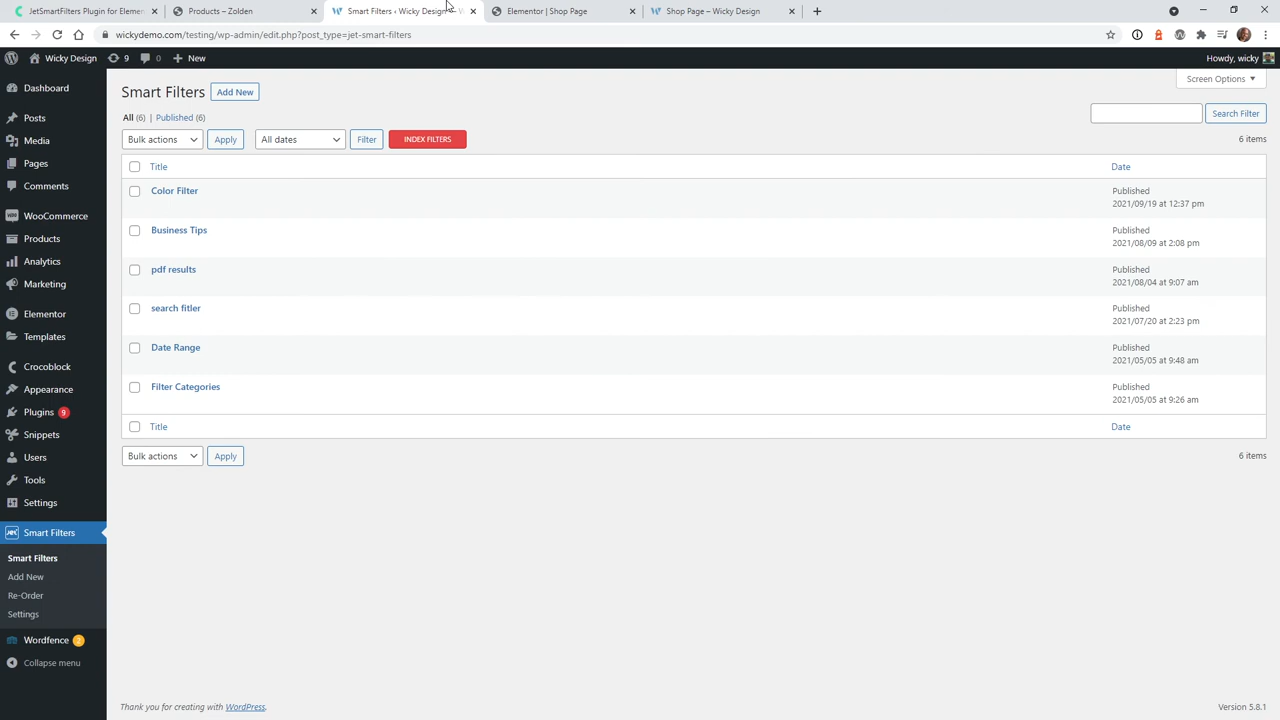 JetSmartFilters Plugin for Elemen
Products – Zolden
Smart Filters ‹ Wicky Design — W
Elementor | Shop Page
Shop Page – Wicky Design
wickydemo.com/testing/wp-admin/edit.php?post_type=jet-smart-filters
Wicky Design
9
0
New
Howdy, wicky
Dashboard
Posts
Media
Pages
Comments
WooCommerce
Products
Analytics
Marketing
Elementor
Templates
Crocoblock
Appearance
Plugins 9
Snippets
Users
Tools
Settings
Smart Filters
Smart Filters
Add New
Re-Order
Settings
Wordfence 2
Collapse menu
Screen Options
Smart Filters Add New
All (6) | Published (6)
Search Filter
Bulk actions Apply All dates Filter INDEX FILTERS 6 items
Title Date
Color Filter Published
2021/09/19 at 12:37 pm
Business Tips Published
2021/08/09 at 2:08 pm
pdf results Published
2021/08/04 at 9:07 am
search fitler Published
2021/07/20 at 2:23 pm
Date Range Published
2021/05/05 at 9:48 am
Filter Categories Published
2021/05/05 at 9:26 am
Title Date
Bulk actions Apply 6 items
Thank you for creating with WordPress. Version 5.8.1